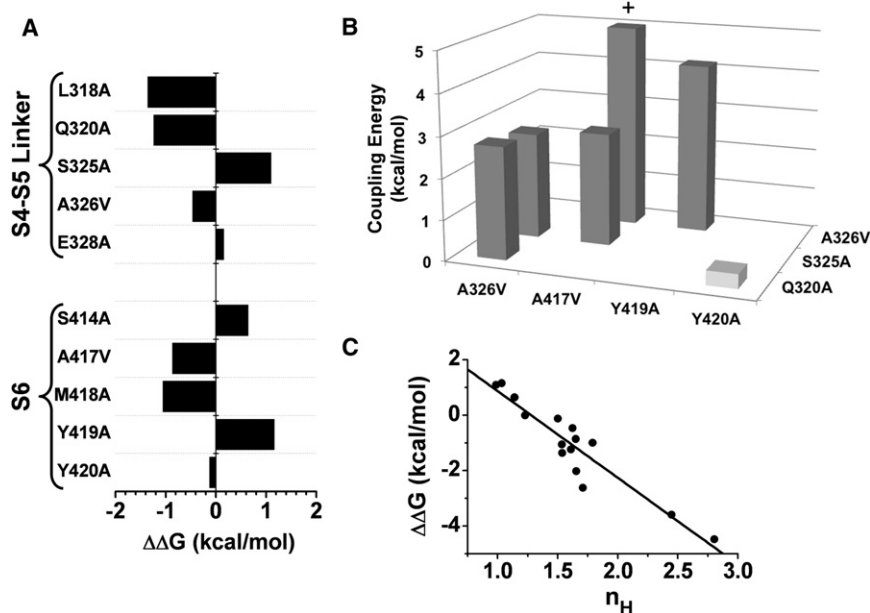 A
S4-S5 Linker
L318A
Q320A
S325A
A326V
E328A
S6
S414A
A417V
M418A
Y419A
Y420A
-2 -1 0 1 2
ΔΔG (kcal/mol)
B
+
Coupling Energy
(kcal/mol)
5
4
3
2
1
0
A326V
A417V
Y419A
Y420A
A326V
S325A
Q320A
C
ΔΔG (kcal/mol)
2
0
-2
-4
1.0 1.5 2.0 2.5 3.0
nH